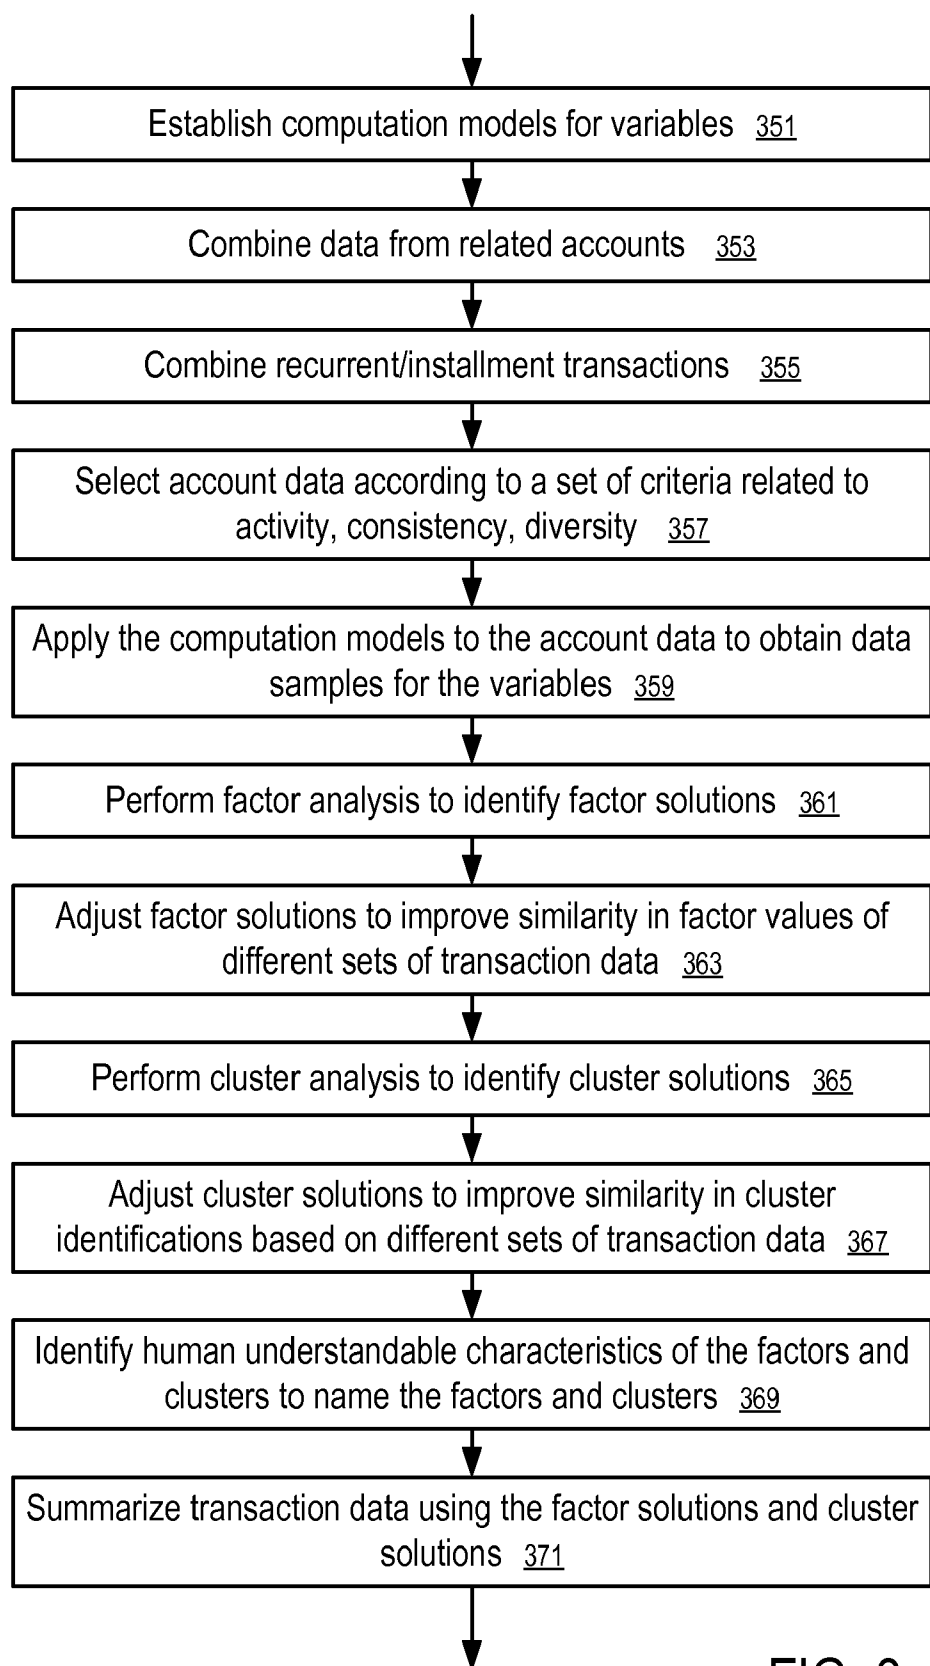 Establish computation models for variables 351
Combine data from related accounts 353
Combine recurrent/installment transactions 355
Select account data according to a set of criteria related to
activity, consistency, diversity 357
Apply the computation models to the account data to obtain data
samples for the variables 359
Perform factor analysis to identify factor solutions 361
Adjust factor solutions to improve similarity in factor values of
different sets of transaction data 363
Perform cluster analysis to identify cluster solutions 365
Adjust cluster solutions to improve similarity in cluster
identifications based on different sets of transaction data 367
Identify human understandable characteristics of the factors and
clusters to name the factors and clusters 369
Summarize transaction data using the factor solutions and cluster
solutions 371
FIG.